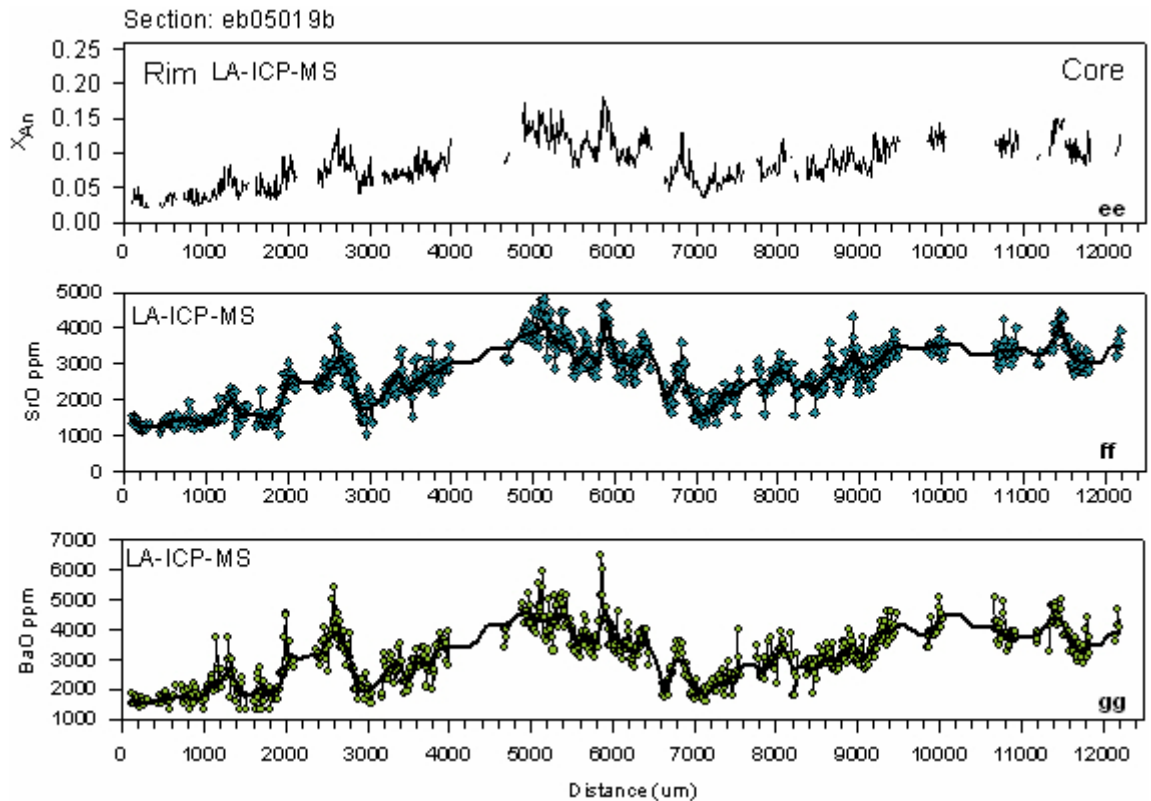 Section: eb05019b
0.25
0.20
0.15
0.10
0.05
0.00
XAn
Rim LA-ICP-MS Core
ee
0 1000 2000 3000 4000 5000 6000 7000 8000 9000 10000 11000 12000
5000
4000
3000
2000
1000
0
SrO ppm
LA-ICP-MS
ff
0 1000 2000 3000 4000 5000 6000 7000 8000 9000 10000 11000 12000
7000
6000
5000
4000
3000
2000
1000
BaO ppm
LA-ICP-MS
gg
0 1000 2000 3000 4000 5000 6000 7000 8000 9000 10000 11000 12000
Distance (um)